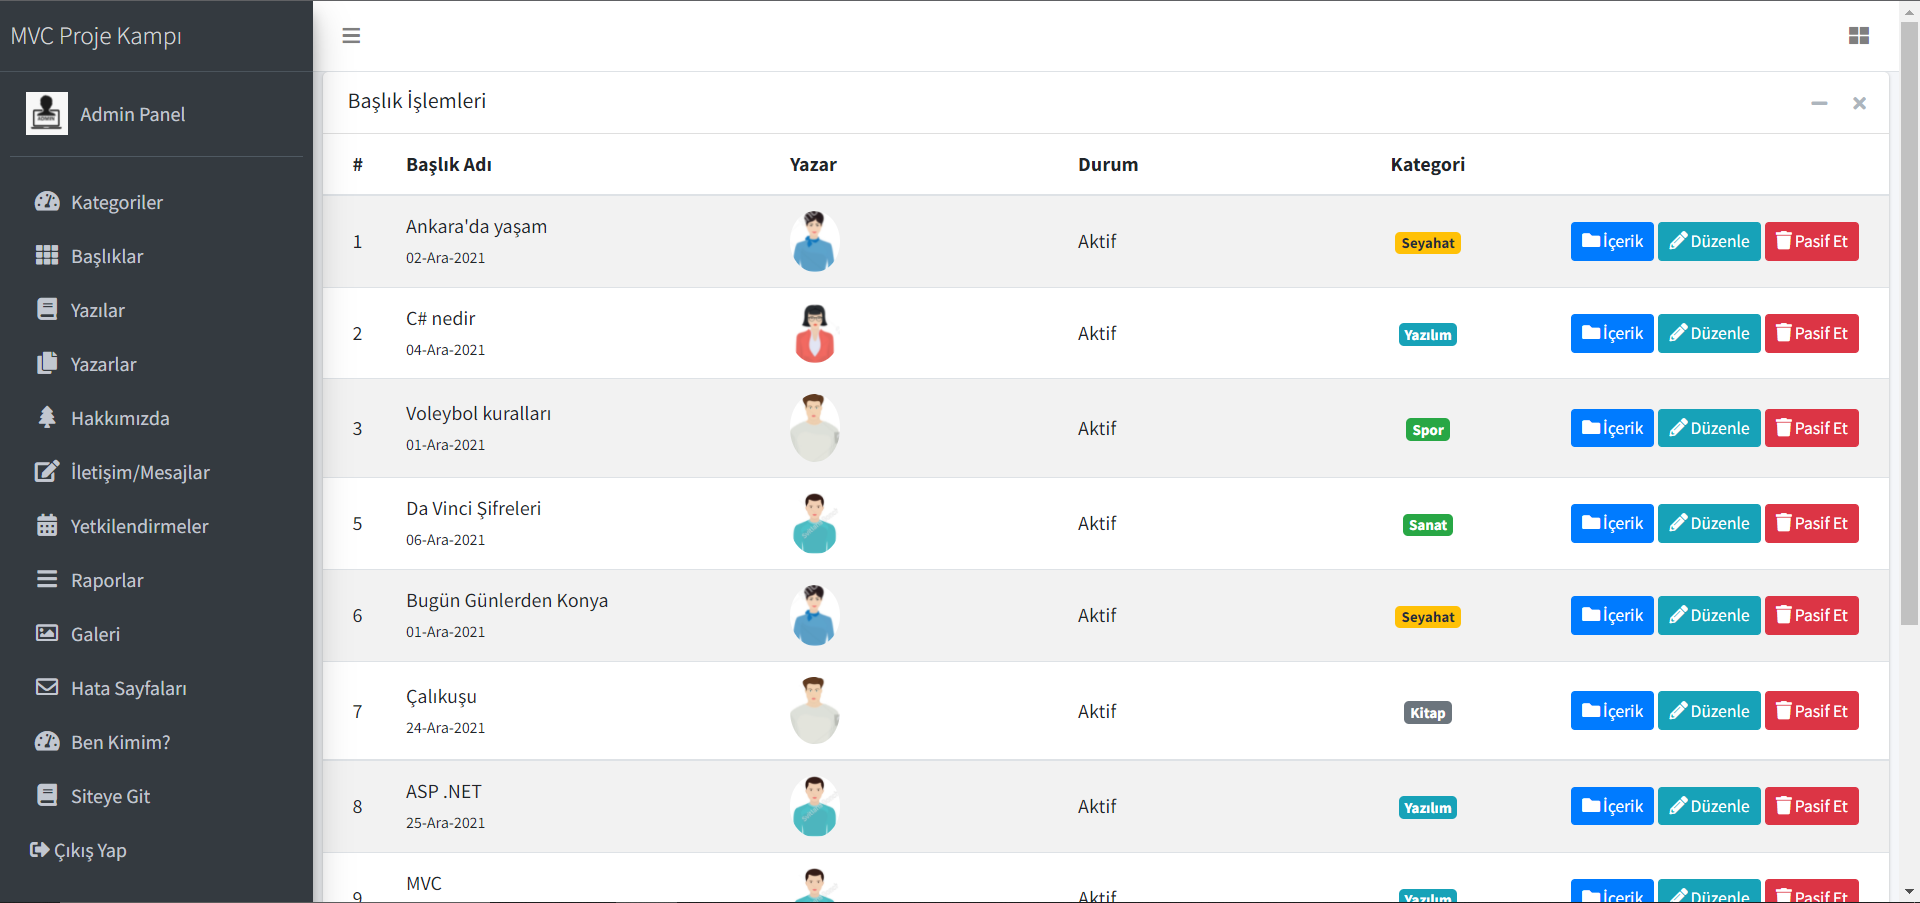 MVC Proje Kampı
Admin Panel
Kategoriler
Başlıklar
Yazılar
Yazarlar
Hakkımızda
İletişim/Mesajlar
Yetkilendirmeler
Raporlar
Galeri
Hata Sayfaları
Ben Kimim?
Siteye Git
Çıkış Yap
Başlık İşlemleri
# Başlık Adı Yazar Durum Kategori
1 Ankara'da yaşam 02-Ara-2021 Aktif Seyahat İçerik Düzenle Pasif Et
2 C# nedir 04-Ara-2021 Aktif Yazılım İçerik Düzenle Pasif Et
3 Voleybol kuralları 01-Ara-2021 Aktif Spor İçerik Düzenle Pasif Et
5 Da Vinci Şifreleri 06-Ara-2021 Aktif Sanat İçerik Düzenle Pasif Et
6 Bugün Günlerden Konya 01-Ara-2021 Aktif Seyahat İçerik Düzenle Pasif Et
7 Çalıkuşu 24-Ara-2021 Aktif Kitap İçerik Düzenle Pasif Et
8 ASP .NET 25-Ara-2021 Aktif Yazılım İçerik Düzenle Pasif Et
9 MVC Aktif Yazılım İçerik Düzenle Pasif Et